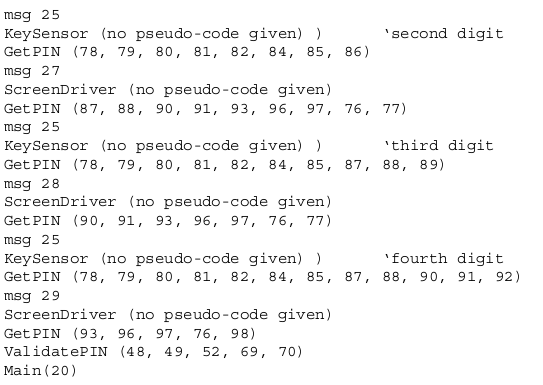 msg 25
KeySensor (no pseudo-code given) ) ‘second digit
GetPIN (78, 79, 80, 81, 82, 84, 85, 86)
msg 27
ScreenDriver (no pseudo-code given)
GetPIN (87, 88, 90, 91, 93, 96, 97, 76, 77)
msg 25
KeySensor (no pseudo-code given) ) ‘third digit
GetPIN (78, 79, 80, 81, 82, 84, 85, 87, 88, 89)
msg 28
ScreenDriver (no pseudo-code given)
GetPIN (90, 91, 93, 96, 97, 76, 77)
msg 25
KeySensor (no pseudo-code given) ) ‘fourth digit
GetPIN (78, 79, 80, 81, 82, 84, 85, 87, 88, 90, 91, 92)
msg 29
ScreenDriver (no pseudo-code given)
GetPIN (93, 96, 97, 76, 98)
ValidatePIN (48, 49, 52, 69, 70)
Main(20)